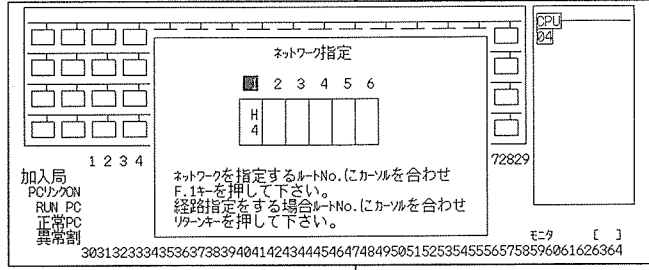 CPU
04
ネットワーク指定
1 2 3 4 5 6
H
4
1 2 3 4
72829
加入局
PCリンクON
RUN PC
正常PC
異常割
ネットワークを指定するルートNo.にカーソルを合わせ
F.1キーを押して下さい。
経路指定をする場合ルートNo.にカーソルを合わせ
リターンキーを押して下さい。
モニタ [ ]
3031323334353637383940414243444546474849505152535455565758596061626364